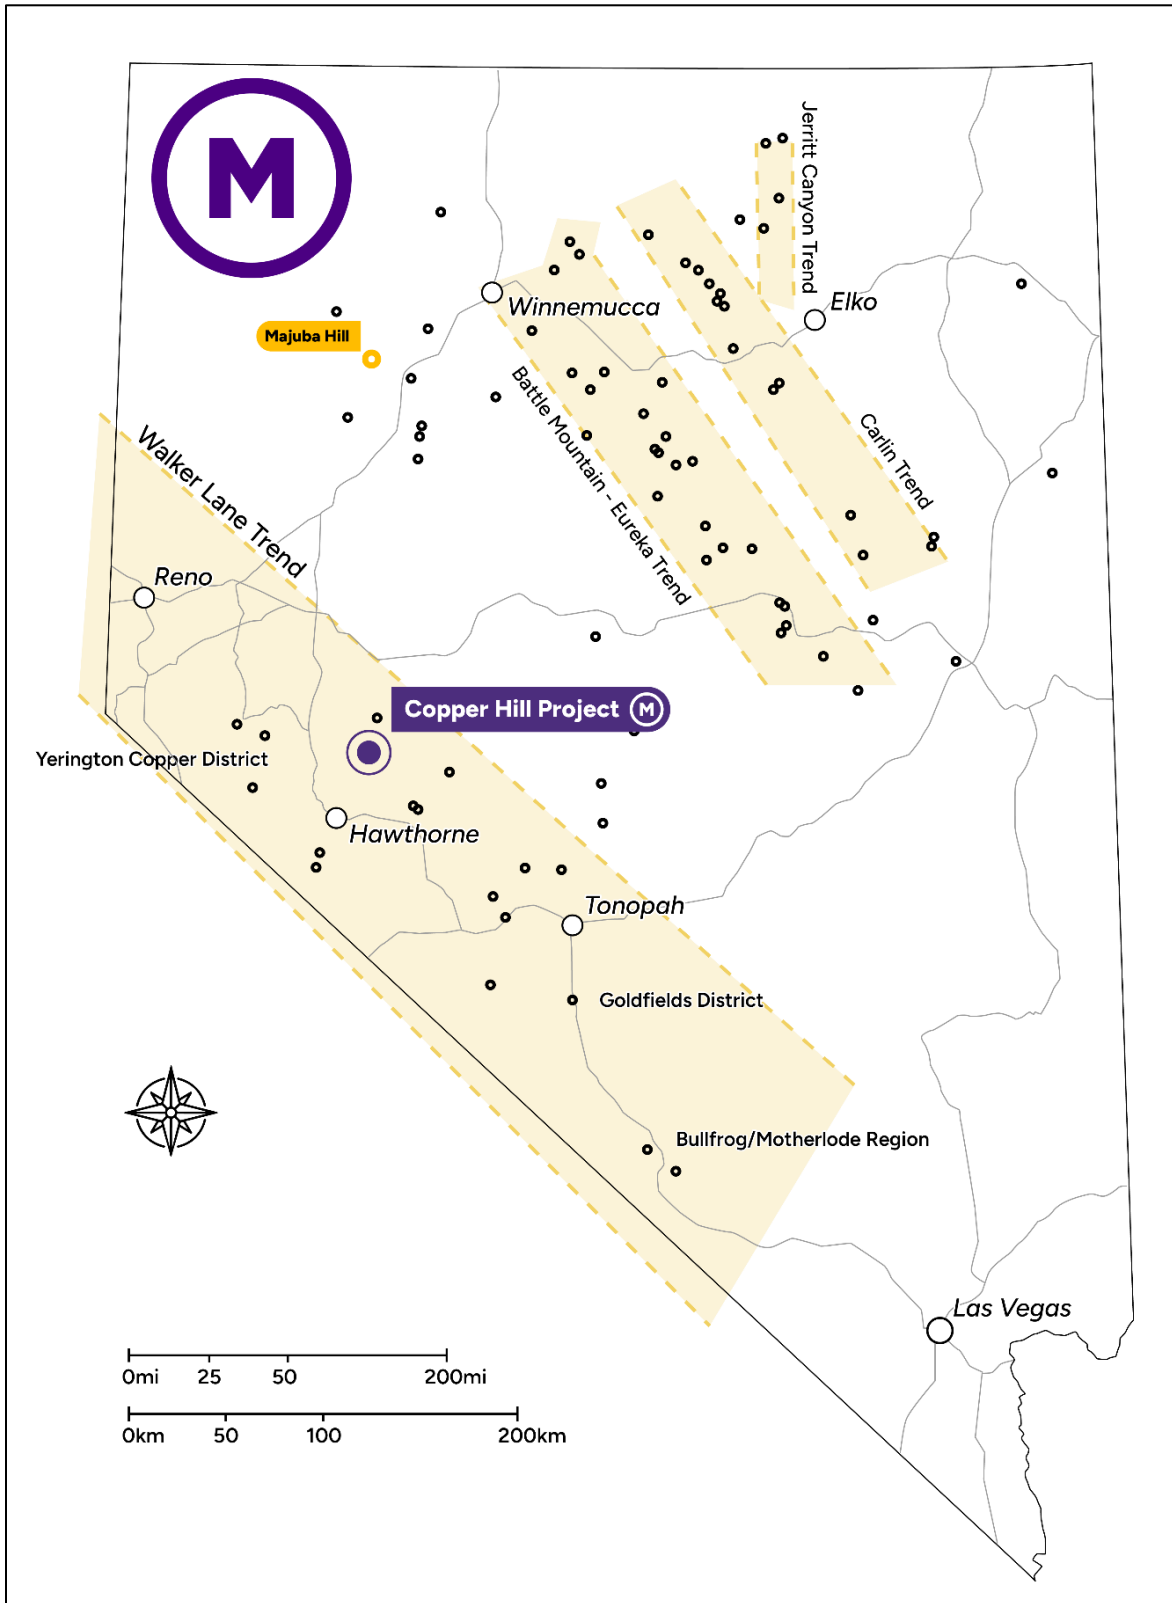 M
Jerritt Canyon Trend
Elko
Winnemucca
Majuba Hill
Battle Mountain - Eureka Trend
Carlin Trend
Walker Lane Trend
Reno
Copper Hill Project M
Yerington Copper District
Hawthorne
Tonopah
Goldfields District
Bullfrog/Motherlode Region
Las Vegas
0mi 25 50 200mi
0km 50 100 200km